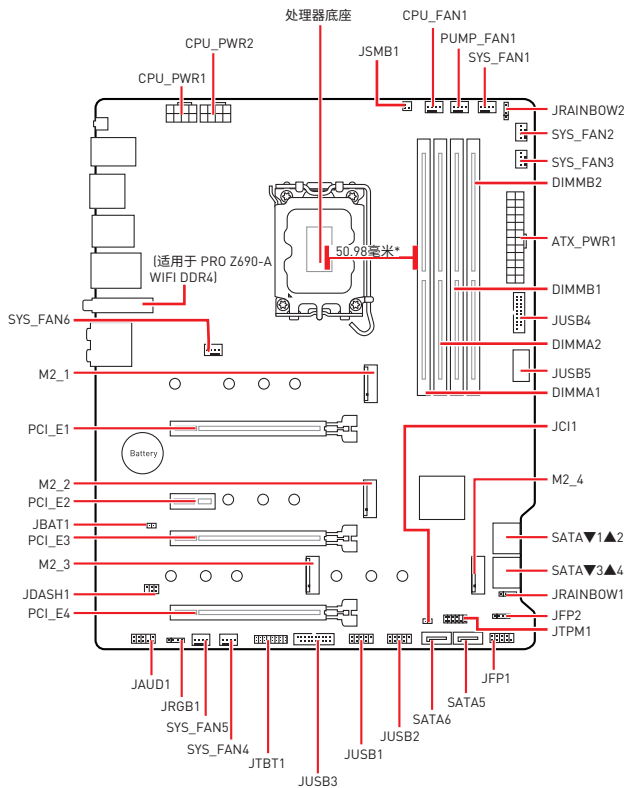 处理器底座
CPU_FAN1
CPU_PWR2
JSMB1
PUMP_FAN1
CPU_PWR1
SYS_FAN1
JRAINBOW2
SYS_FAN2
SYS_FAN3
DIMMB2
50.98毫米*
ATX_PWR1
(适用于 PRO Z690-A
WIFI DDR4)
DIMMB1
SYS_FAN6
JUSB4
DIMMA2
M2_1
JUSB5
DIMMA1
PCI_E1
JCI1
Battery
M2_2
M2_4
PCI_E2
JBAT1
PCI_E3
SATA▼1▲2
M2_3
SATA▼3▲4
JDASH1
JRAINBOW1
PCI_E4
JFP2
JTPM1
JAUD1
JFP1
JRGB1
SATA5
SYS_FAN5
SATA6
SYS_FAN4
JUSB2
JTBT1
JUSB1
JUSB3